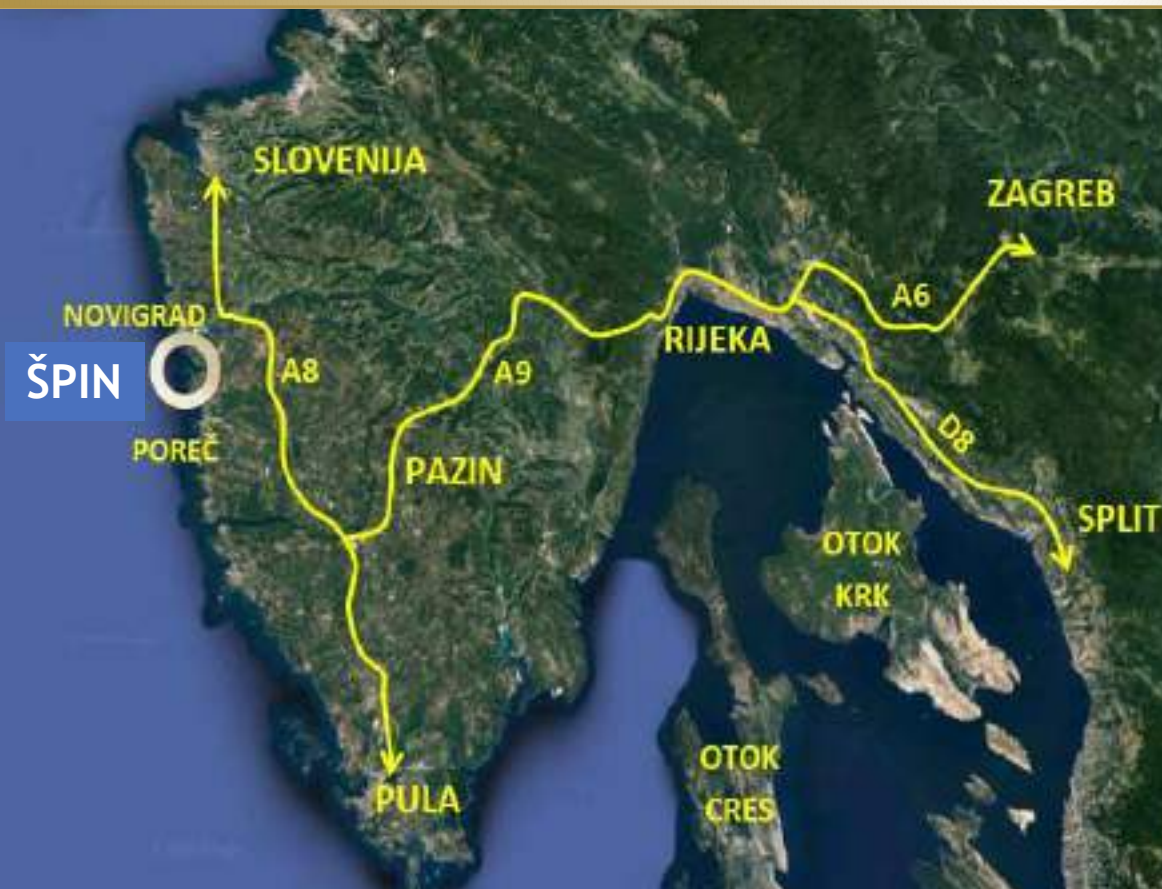 SLOVENIJA
ZAGREB
A6
NOVIGRAD
RIJEKA
ŠPIN
A8
A9
D8
POREČ
PAZIN
SPLIT
OTOK
KRK
OTOK
CRES
PULA